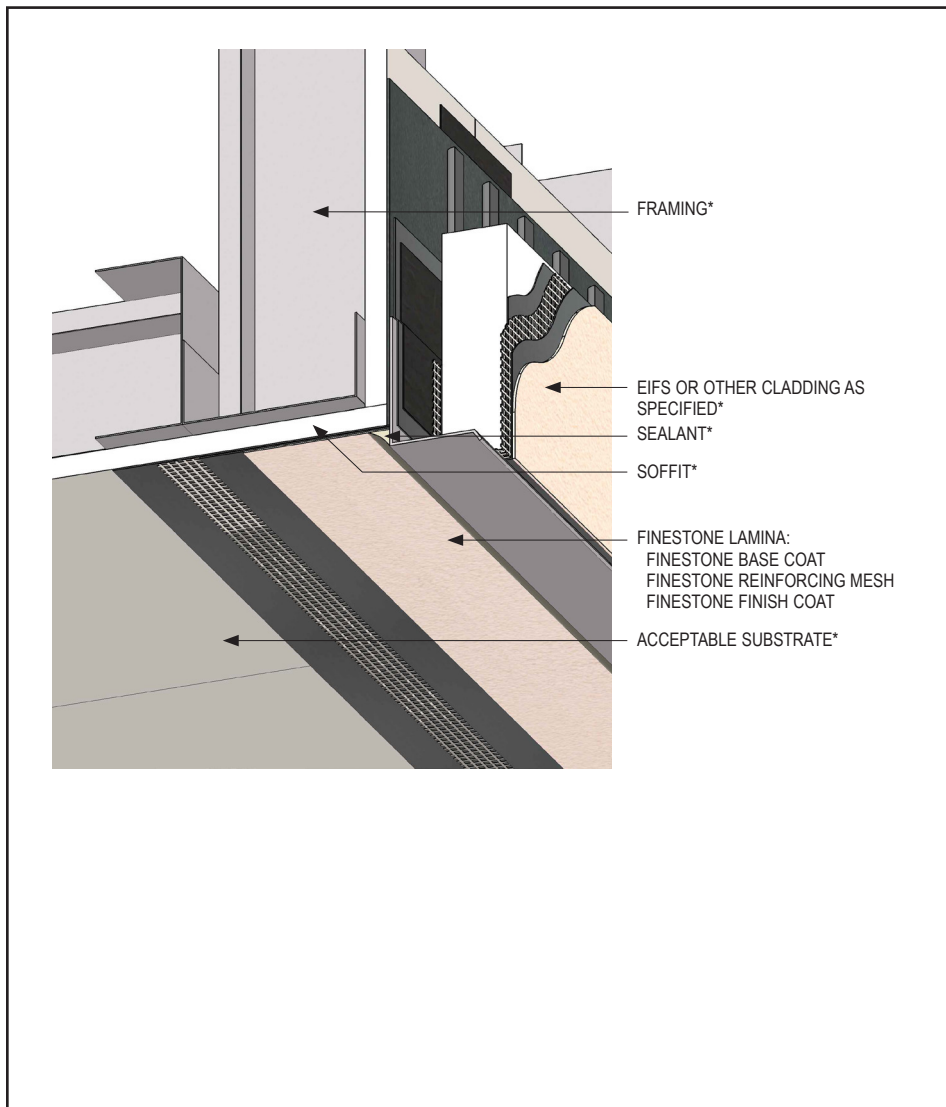 FRAMING*
EIFS OR OTHER CLADDING AS
SPECIFIED*
SEALANT*
SOFFIT*
FINESTONE LAMINA:
FINESTONE BASE COAT
FINESTONE REINFORCING MESH
FINESTONE FINISH COAT
ACCEPTABLE SUBSTRATE*